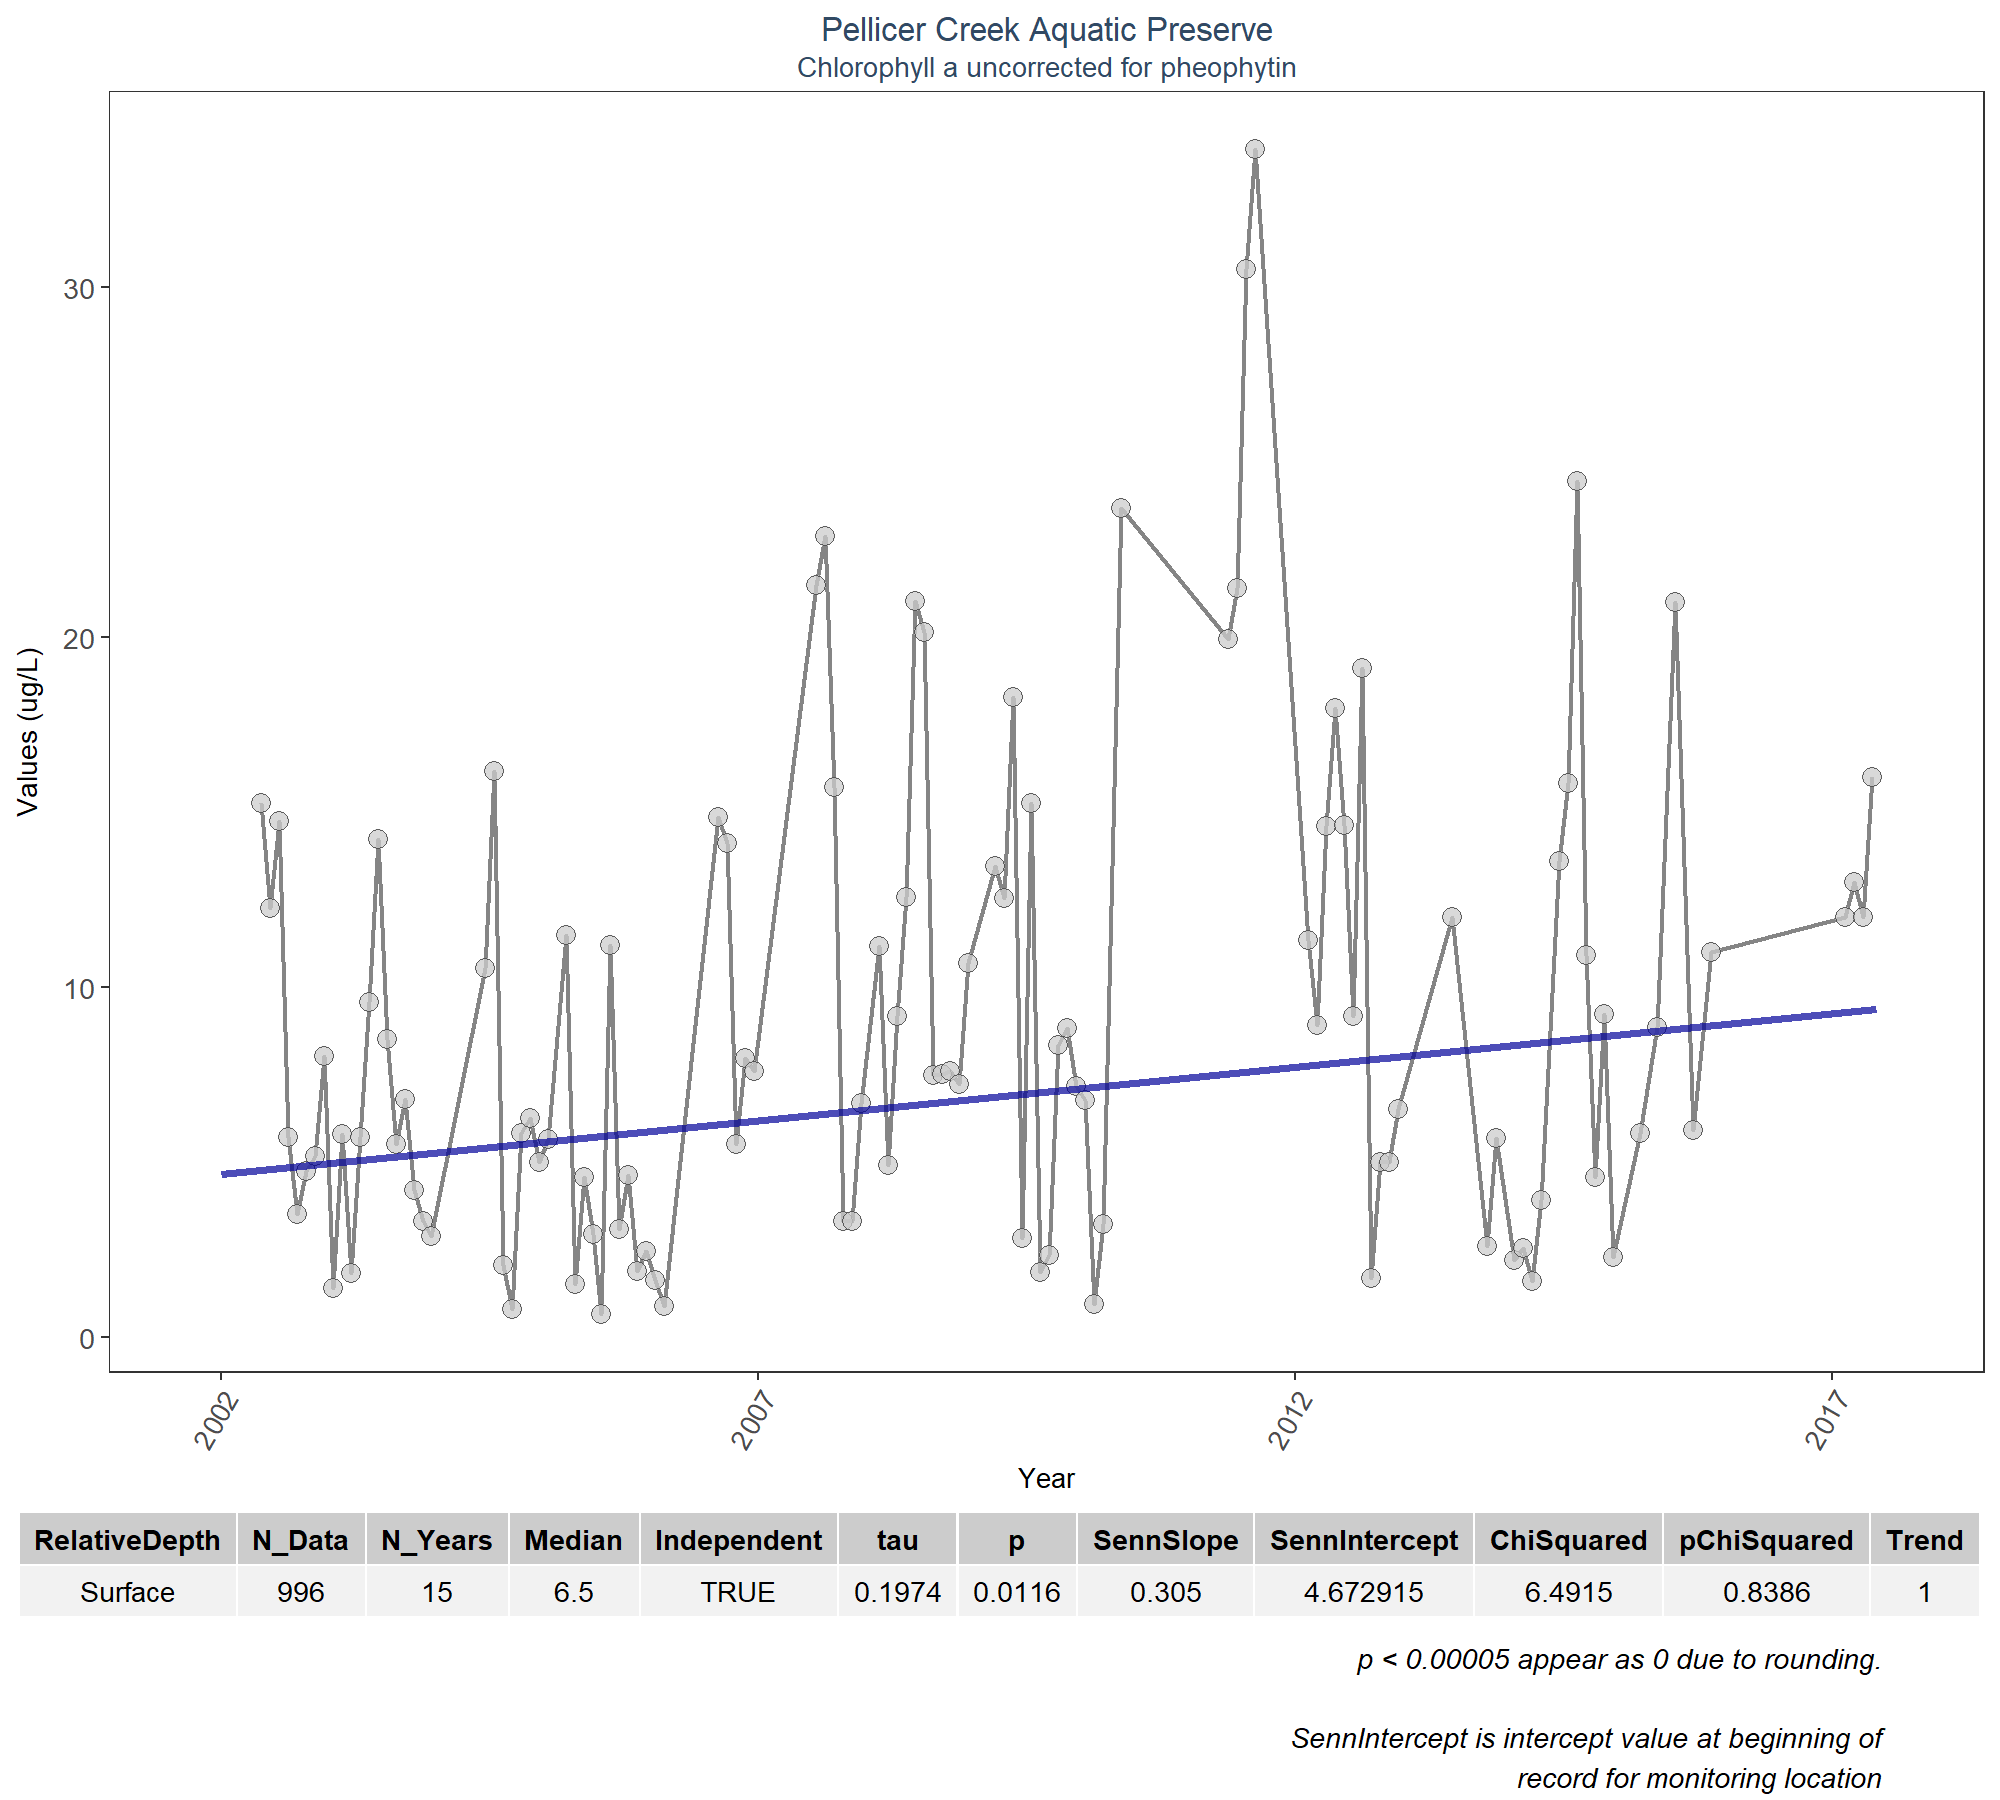 Pellicer Creek Aquatic Preserve
Chlorophyll a uncorrected for pheophytin
Values (ug/L)
30
20
10
0
2002 2007 2012 2017
Year
RelativeDepth N_Data N_Years Median Independent tau p SennSlope SennIntercept ChiSquared pChiSquared Trend
Surface 996 15 6.5 TRUE 0.1974 0.0116 0.305 4.672915 6.4915 0.8386 1
p < 0.00005 appear as 0 due to rounding.
SennIntercept is intercept value at beginning of
record for monitoring location